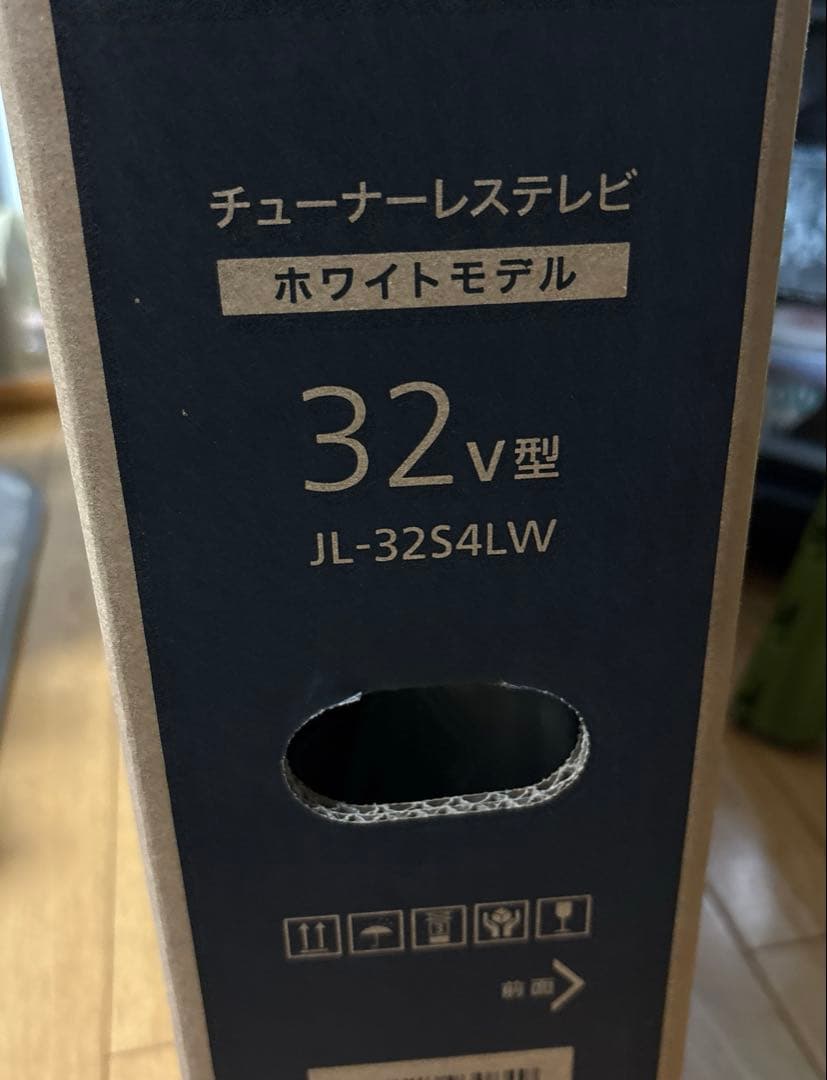 チューナーレステレビ
ホワイトモデル
32V型
JL-32S4LW
前面